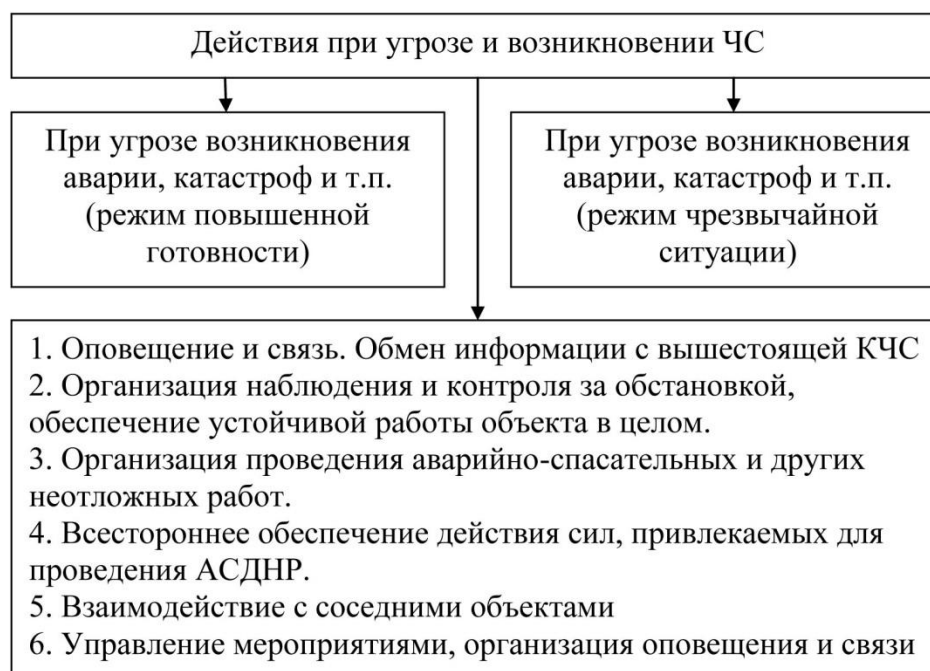 Действия при угрозе и возникновении ЧС
При угрозе возникновения
аварии, катастроф и т.п.
(режим повышенной
готовности)
При угрозе возникновения
аварии, катастроф и т.п.
(режим чрезвычайной
ситуации)
1. Оповещение и связь. Обмен информации с вышестоящей КЧС
2. Организация наблюдения и контроля за обстановкой,
обеспечение устойчивой работы объекта в целом.
3. Организация проведения аварийно-спасательных и других
неотложных работ.
4. Всестороннее обеспечение действия сил, привлекаемых для
проведения АСДНР.
5. Взаимодействие с соседними объектами
6. Управление мероприятиями, организация оповещения и связи